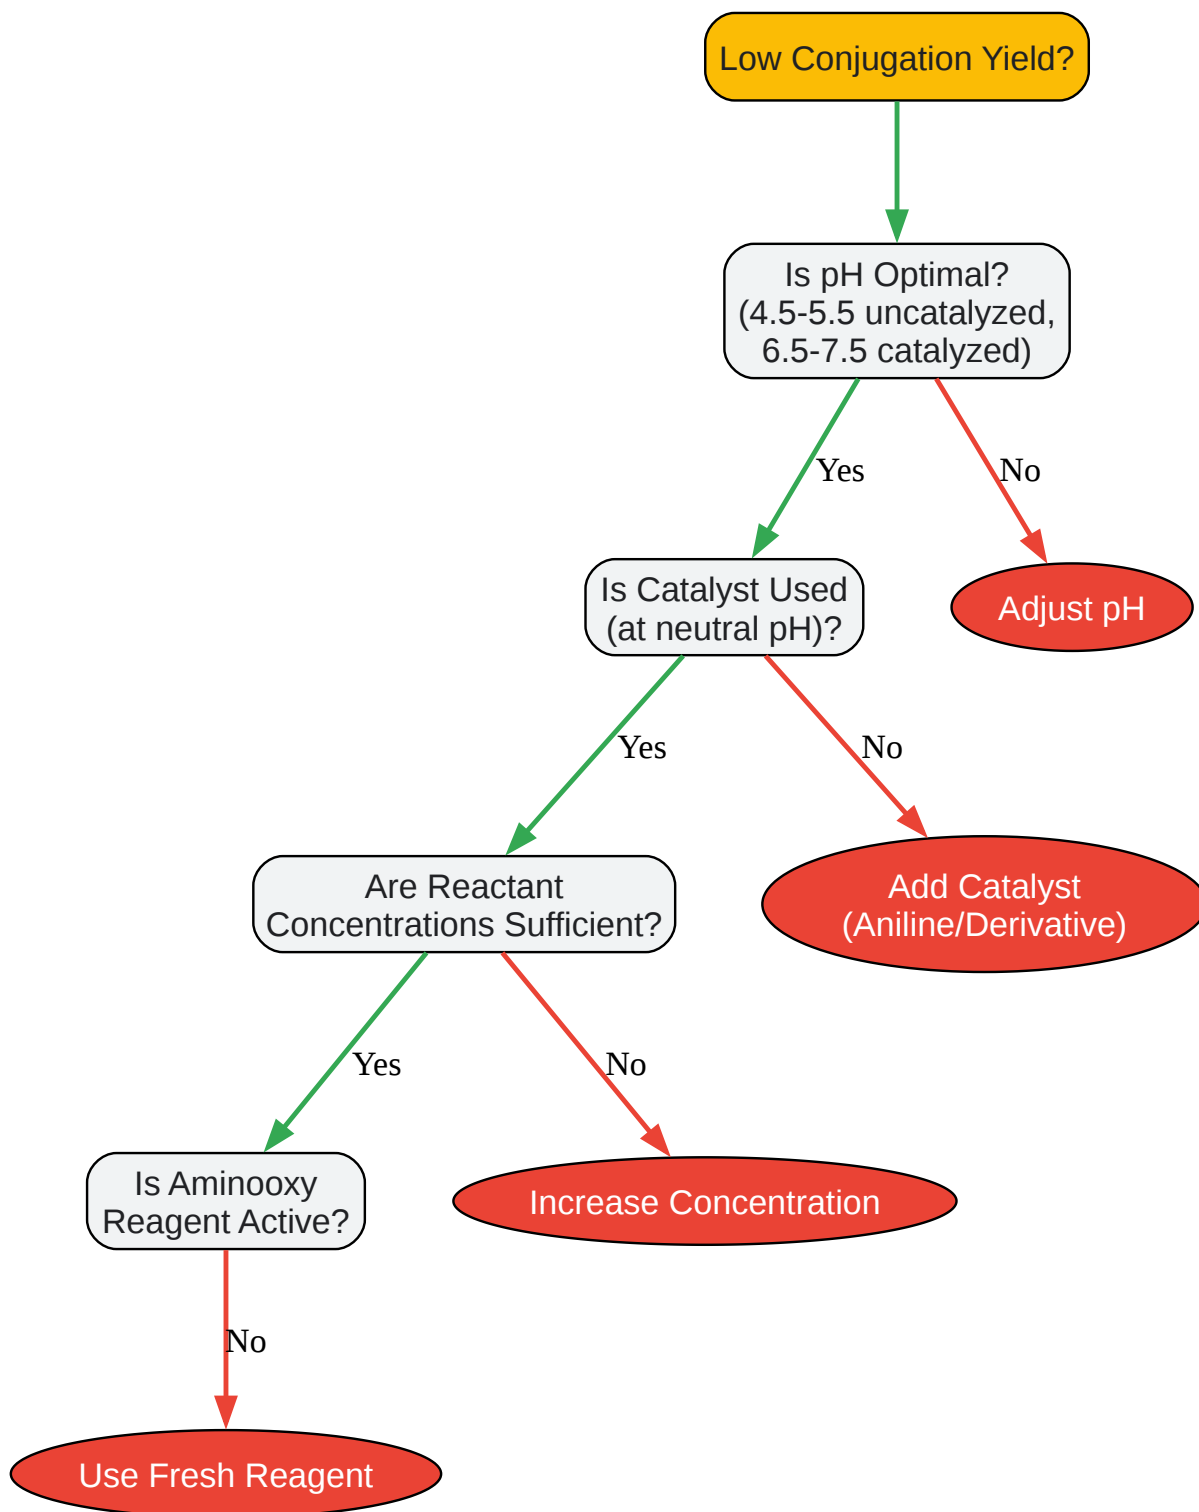 Low Conjugation Yield?
Is pH Optimal?
(4.5-5.5 uncatalyzed,
6.5-7.5 catalyzed)
Yes
No
Is Catalyst Used
(at neutral pH)?
Adjust pH
Yes
No
Are Reactant
Concentrations Sufficient?
Add Catalyst
(Aniline/Derivative)
Yes
No
Is Aminooxy
Reagent Active?
Increase Concentration
No
Use Fresh Reagent